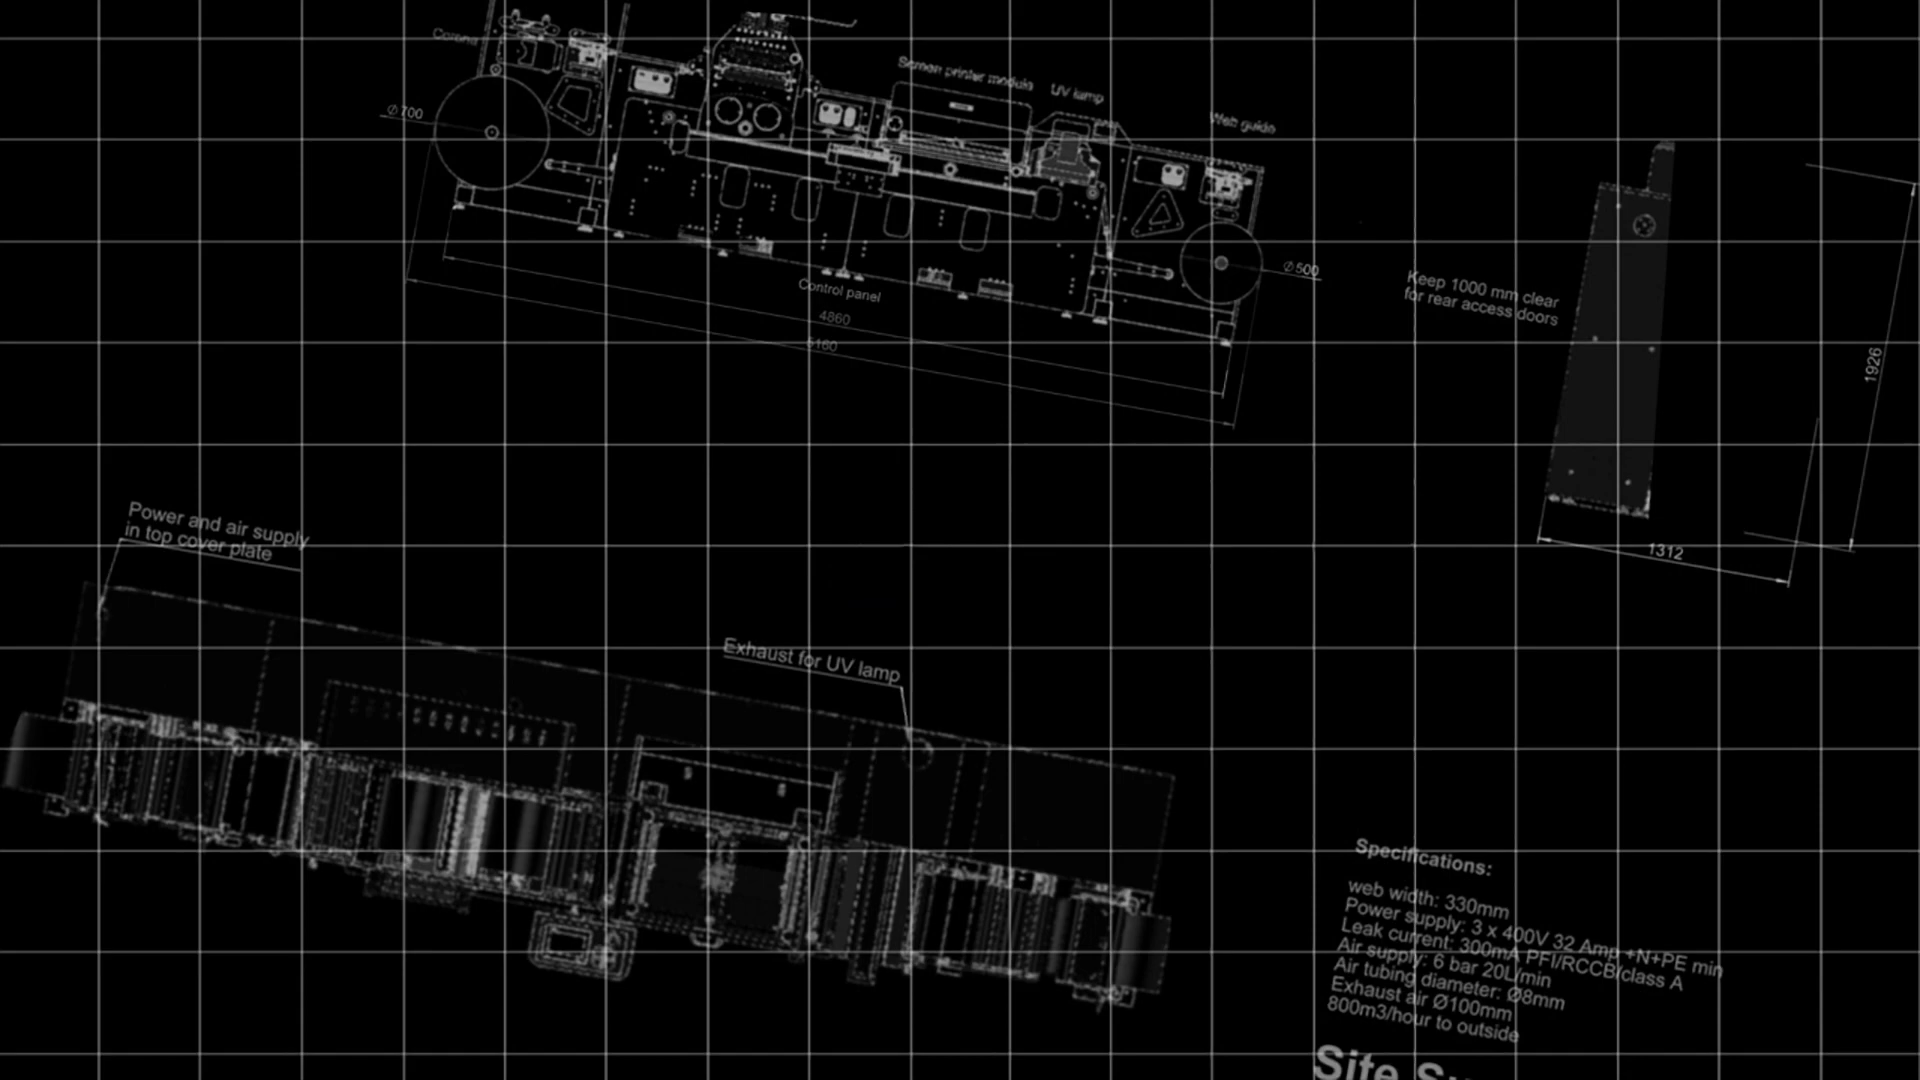 Corona
Ø700
Screen printer module
UV lamp
Web guide
Ø500
Control panel
4860
5160
Keep 1000 mm clear
for rear access doors
1926
1312
Power and air supply
in top cover plate
Exhaust for UV lamp
Specifications:
web width: 330mm
Power supply: 3 x 400V 32 Amp +N+PE min
Leak current: 300mA PFI/RCCB/class A
Air supply: 6 bar 20L/min
Air tubing diameter: Ø8mm
Exhaust air Ø100mm
800m3/hour to outside
Site